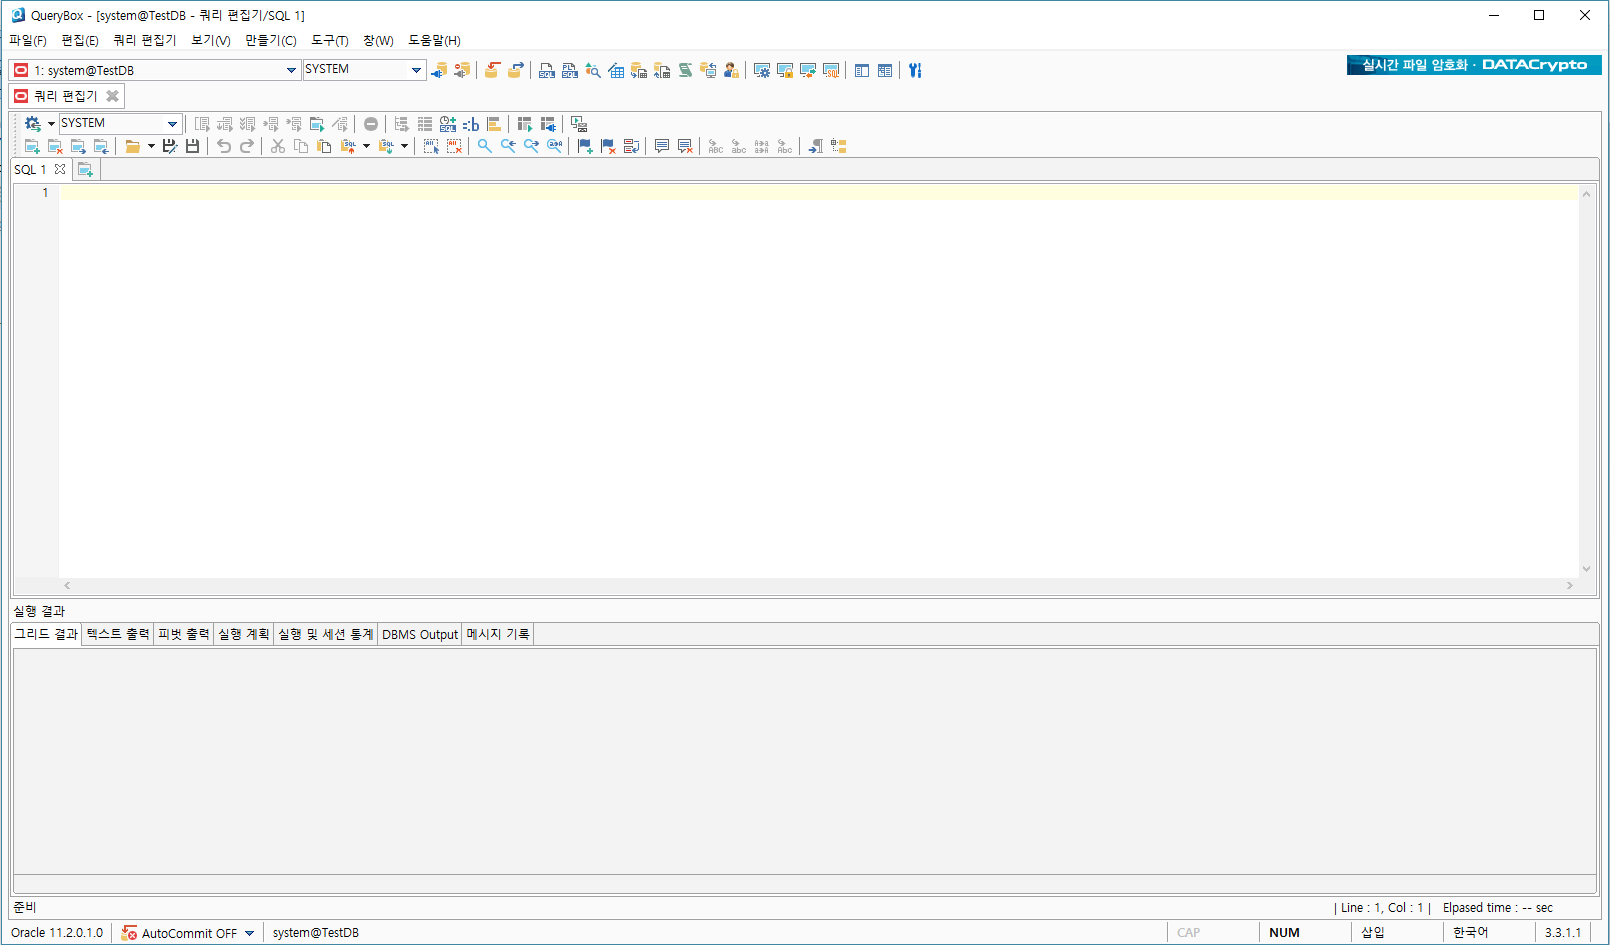 QueryBox - [system@TestDB - 쿼리 편집기/SQL 1]
파일(F) 편집(E) 쿼리 편집기 보기(V) 만들기(C) 도구(T) 창(W) 도움말(H)
1: system@TestDB SYSTEM
실시간 파일 암호화 · DATACrypto
쿼리 편집기
SYSTEM
SQL 1
1
실행 결과
그리드 결과 텍스트 출력 피벗 출력 실행 계획 실행 및 세션 통계 DBMS Output 메시지 기록
준비 | Line : 1, Col : 1 | Elpased time : -- sec
Oracle 11.2.0.1.0 AutoCommit OFF system@TestDB CAP NUM 삽입 한국어 3.3.1.1